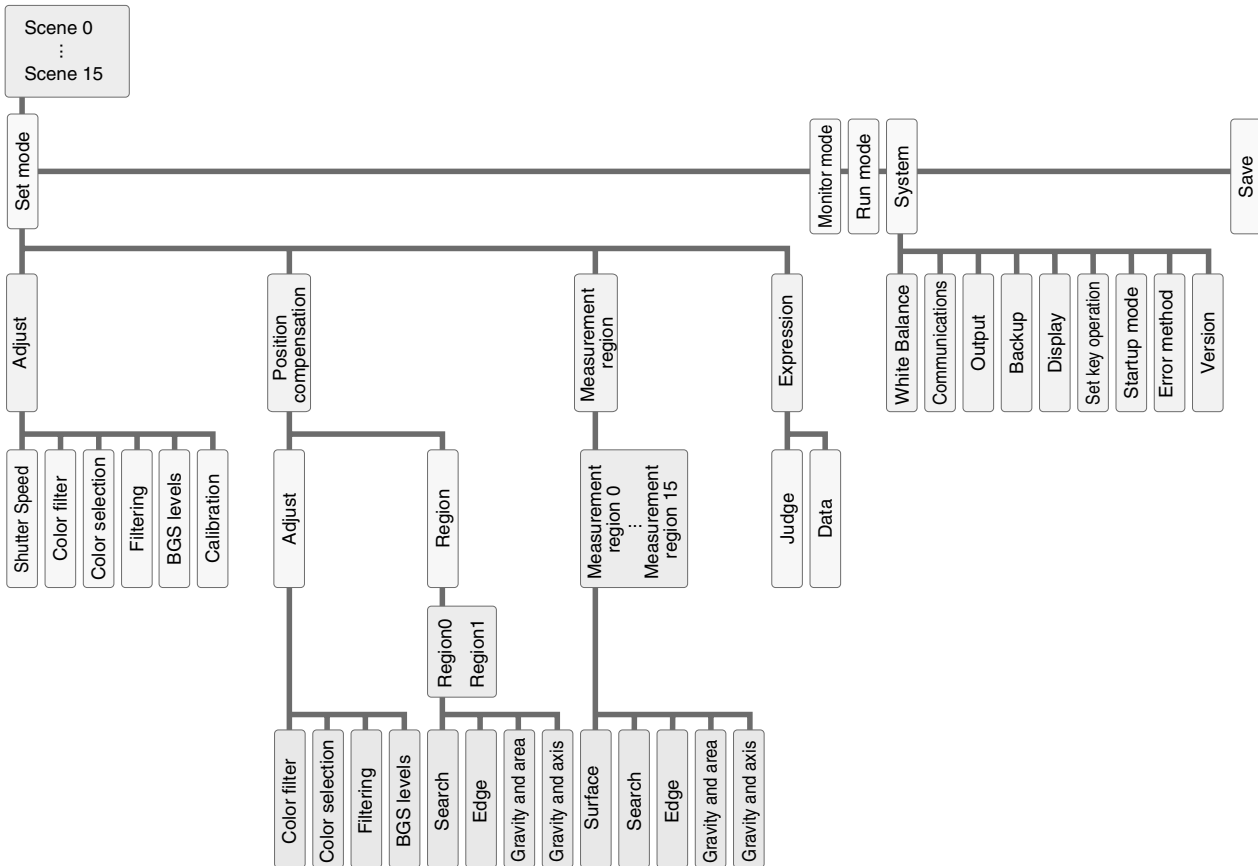 Scene 0
⋮
Scene 15
Set mode
Monitor mode
Run mode
System
Save
Adjust
Position
compensation
Measurement
region
Expression
White Balance
Communications
Output
Backup
Display
Set key operation
Startup mode
Error method
Version
Shutter Speed
Color filter
Color selection
Filtering
BGS levels
Calibration
Adjust
Region
Measurement
region 0
⋮
Measurement
region 15
Judge
Data
Region0
Region1
Color filter
Color selection
Filtering
BGS levels
Search
Edge
Gravity and area
Gravity and axis
Surface
Search
Edge
Gravity and area
Gravity and axis